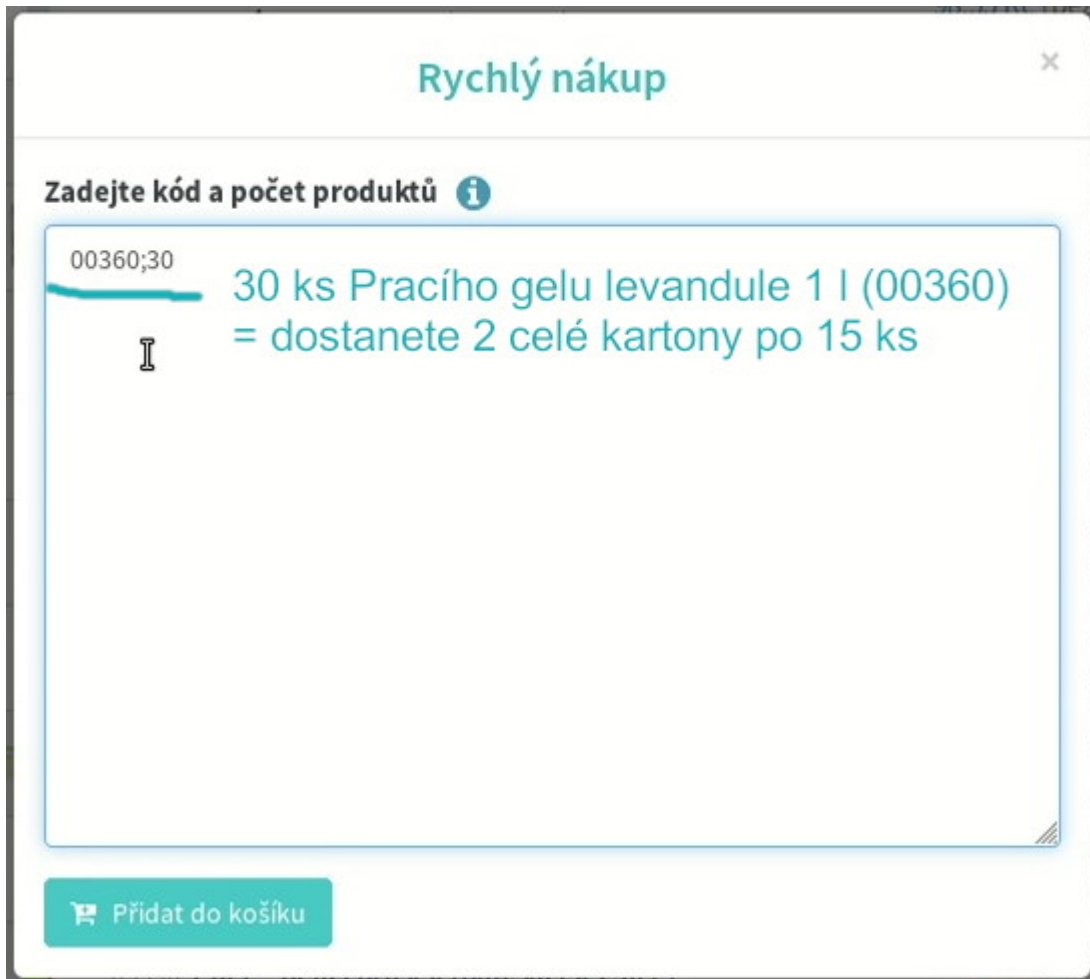 Rychlý nákup
×
Zadejte kód a počet produktů
00360;30
30 ks Pracího gelu levandule 1 l (00360)
= dostanete 2 celé kartony po 15 ks
Přidat do košíku